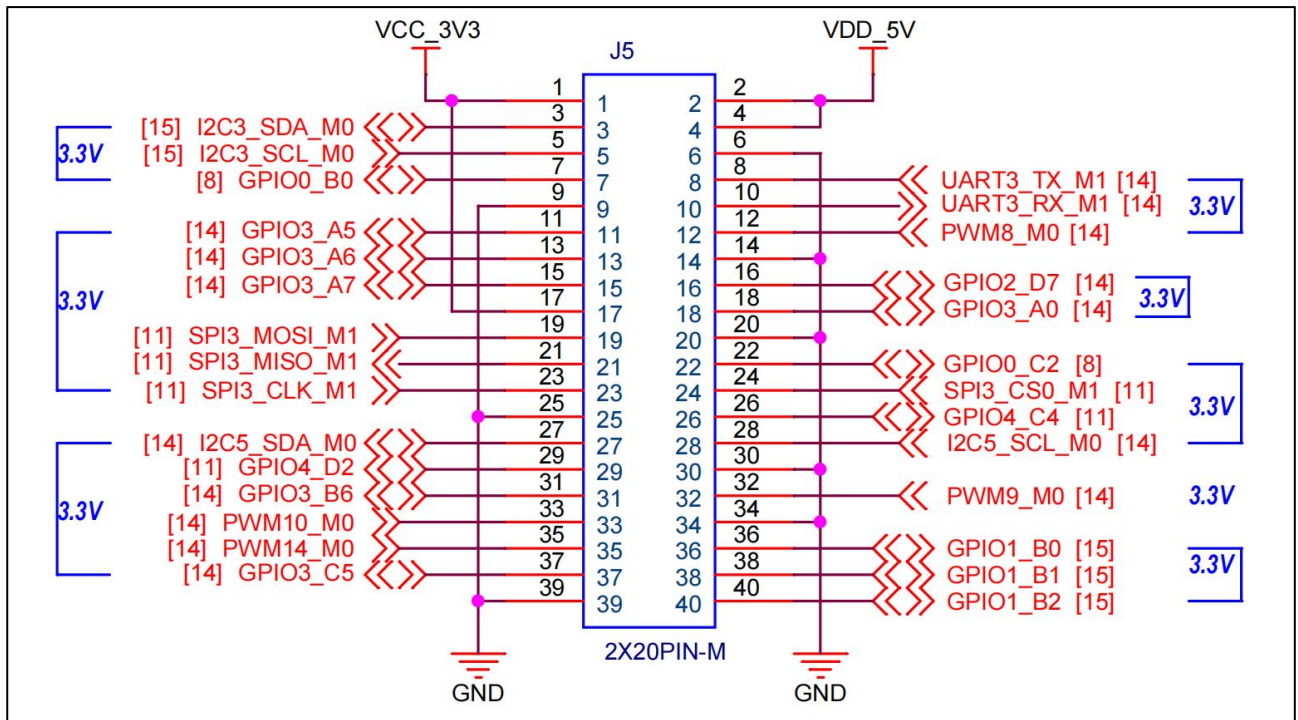 VCC_3V3 VDD_5V
J5
1 1 2 2
[15] I2C3_SDA_M0 3 3 4 4
3.3V [15] I2C3_SCL_M0 5 5 6 6
[8] GPIO0_B0 7 7 8 8 UART3_TX_M1 [14]
9 9 10 10 UART3_RX_M1 [14] 3.3V
[14] GPIO3_A5 11 11 12 12 PWM8_M0 [14]
[14] GPIO3_A6 13 13 14 14
[14] GPIO3_A7 15 15 16 16 GPIO2_D7 [14]
3.3V 17 17 18 18 GPIO3_A0 [14] 3.3V
[11] SPI3_MOSI_M1 19 19 20 20
[11] SPI3_MISO_M1 21 21 22 22 GPIO0_C2 [8]
[11] SPI3_CLK_M1 23 23 24 24 SPI3_CS0_M1 [11]
25 25 26 26 GPIO4_C4 [11] 3.3V
[14] I2C5_SDA_M0 27 27 28 28 I2C5_SCL_M0 [14]
[11] GPIO4_D2 29 29 30 30
3.3V [14] GPIO3_B6 31 31 32 32 PWM9_M0 [14] 3.3V
[14] PWM10_M0 33 33 34 34
[14] PWM14_M0 35 35 36 36 GPIO1_B0 [15]
[14] GPIO3_C5 37 37 38 38 GPIO1_B1 [15] 3.3V
39 39 40 40 GPIO1_B2 [15]
2X20PIN-M
GND GND